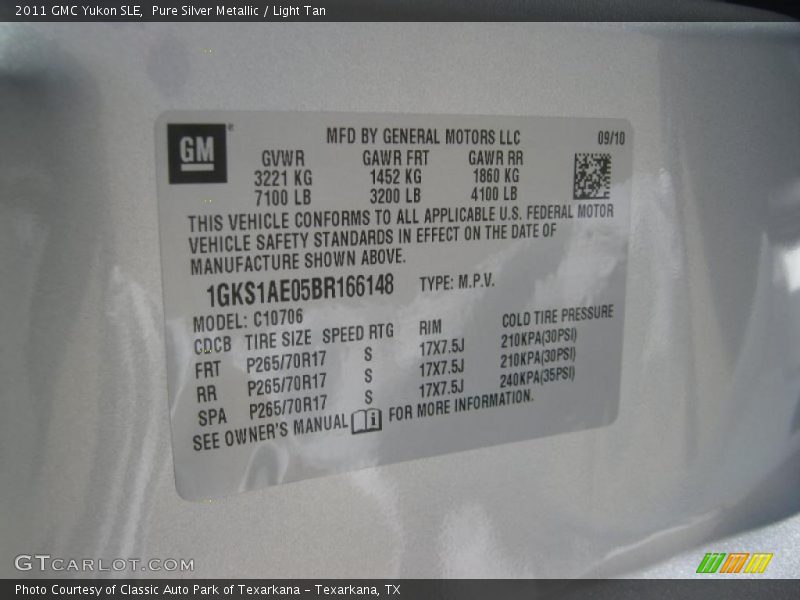 2011 GMC Yukon SLE,  Pure Silver Metallic / Light Tan
GM
MFD BY GENERAL MOTORS LLC 09/10
GVWR GAWR FRT GAWR RR
3221 KG 1452 KG 1860 KG
7100 LB 3200 LB 4100 LB
THIS VEHICLE CONFORMS TO ALL APPLICABLE U.S. FEDERAL MOTOR
VEHICLE SAFETY STANDARDS IN EFFECT ON THE DATE OF
MANUFACTURE SHOWN ABOVE.
1GKS1AE05BR166148 TYPE: M.P.V.
MODEL: C10706
CDCB TIRE SIZE SPEED RTG RIM COLD TIRE PRESSURE
FRT P265/70R17 S 17X7.5J 210KPA(30PSI)
RR P265/70R17 S 17X7.5J 210KPA(30PSI)
SPA P265/70R17 S 17X7.5J 240KPA(35PSI)
SEE OWNER'S MANUAL FOR MORE INFORMATION.
GTCARLOT.COM
Photo Courtesy of Classic Auto Park of Texarkana – Texarkana, TX